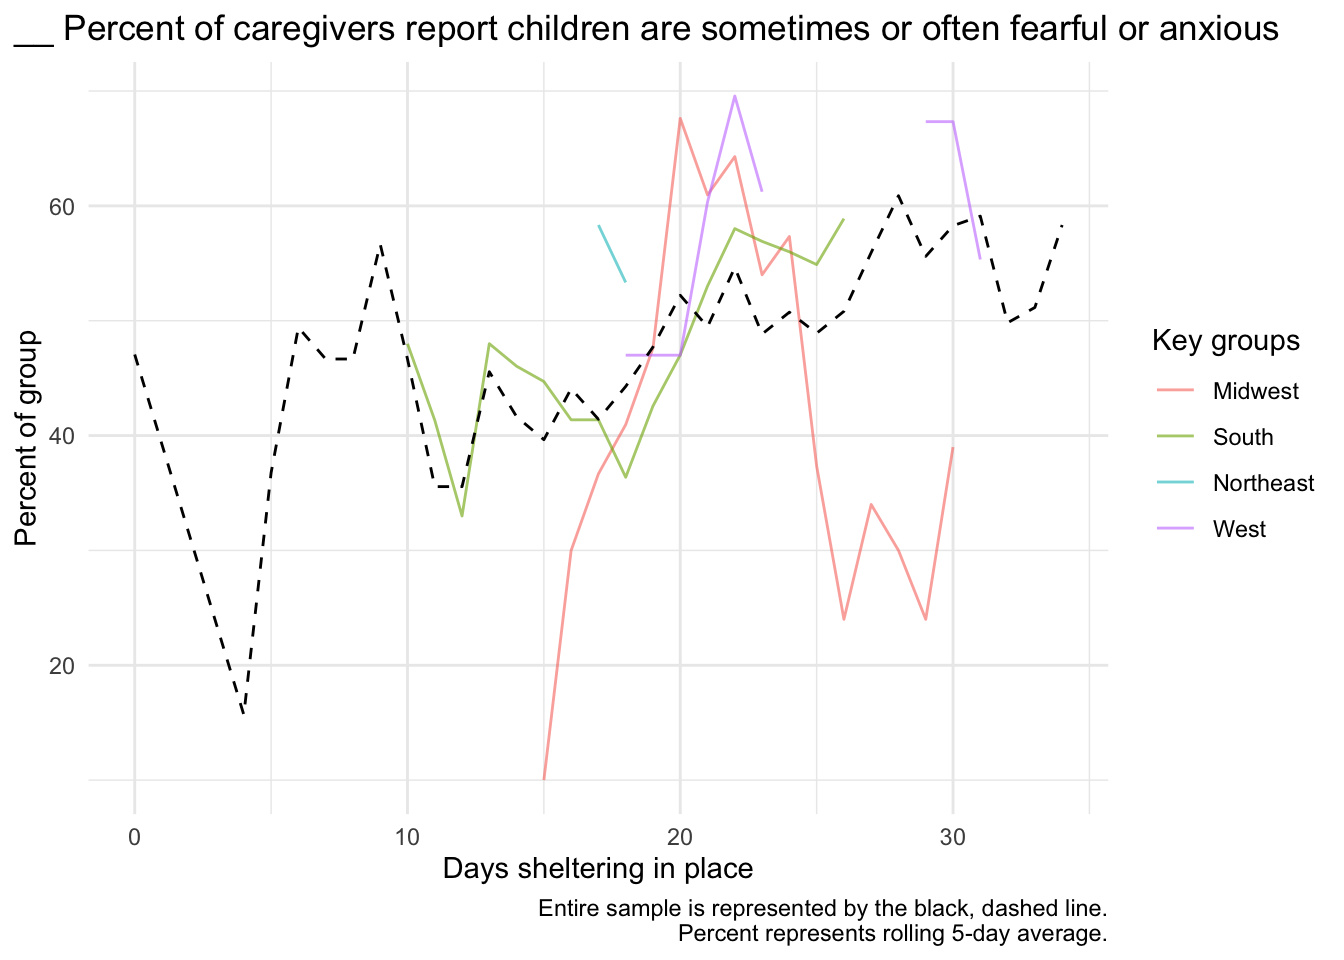 __ Percent of caregivers report children are sometimes or often fearful or anxious
Percent of group
60
40
20
0
10
20
30
Days sheltering in place
Key groups
Midwest
South
Northeast
West
Entire sample is represented by the black, dashed line.
Percent represents rolling 5-day average.